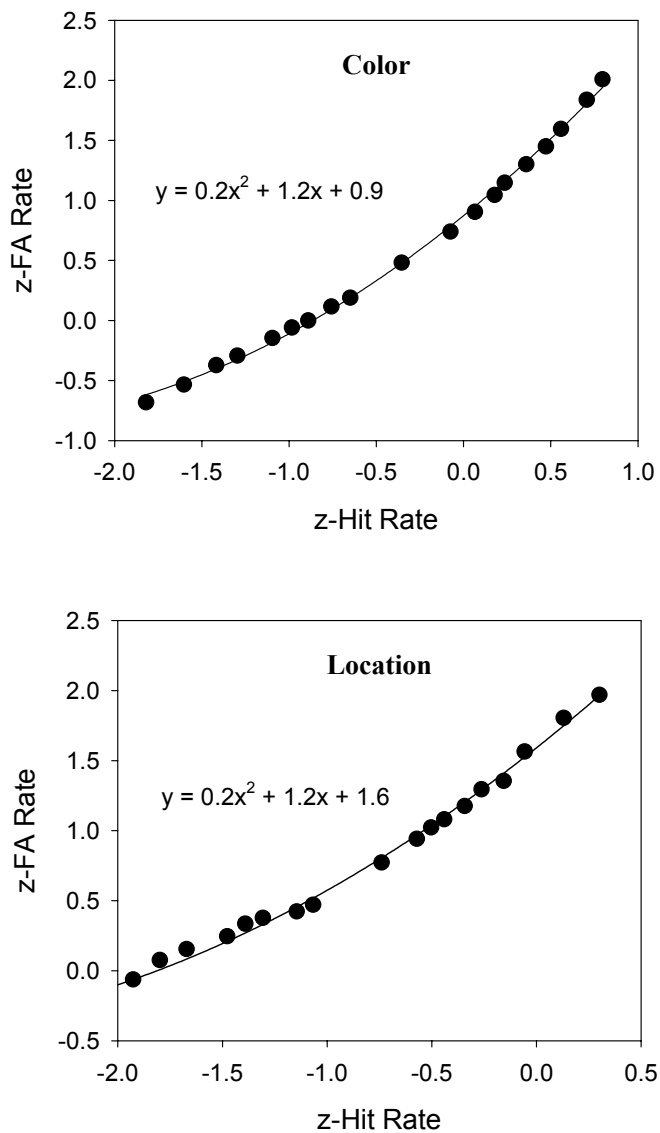 Color
y = 0.2x² + 1.2x + 0.9
z-FA Rate
2.5
2.0
1.5
1.0
0.5
0.0
-0.5
-1.0
-2.0 -1.5 -1.0 -0.5 0.0 0.5 1.0
z-Hit Rate
Location
y = 0.2x² + 1.2x + 1.6
z-FA Rate
2.5
2.0
1.5
1.0
0.5
0.0
-0.5
-2.0 -1.5 -1.0 -0.5 0.0 0.5
z-Hit Rate